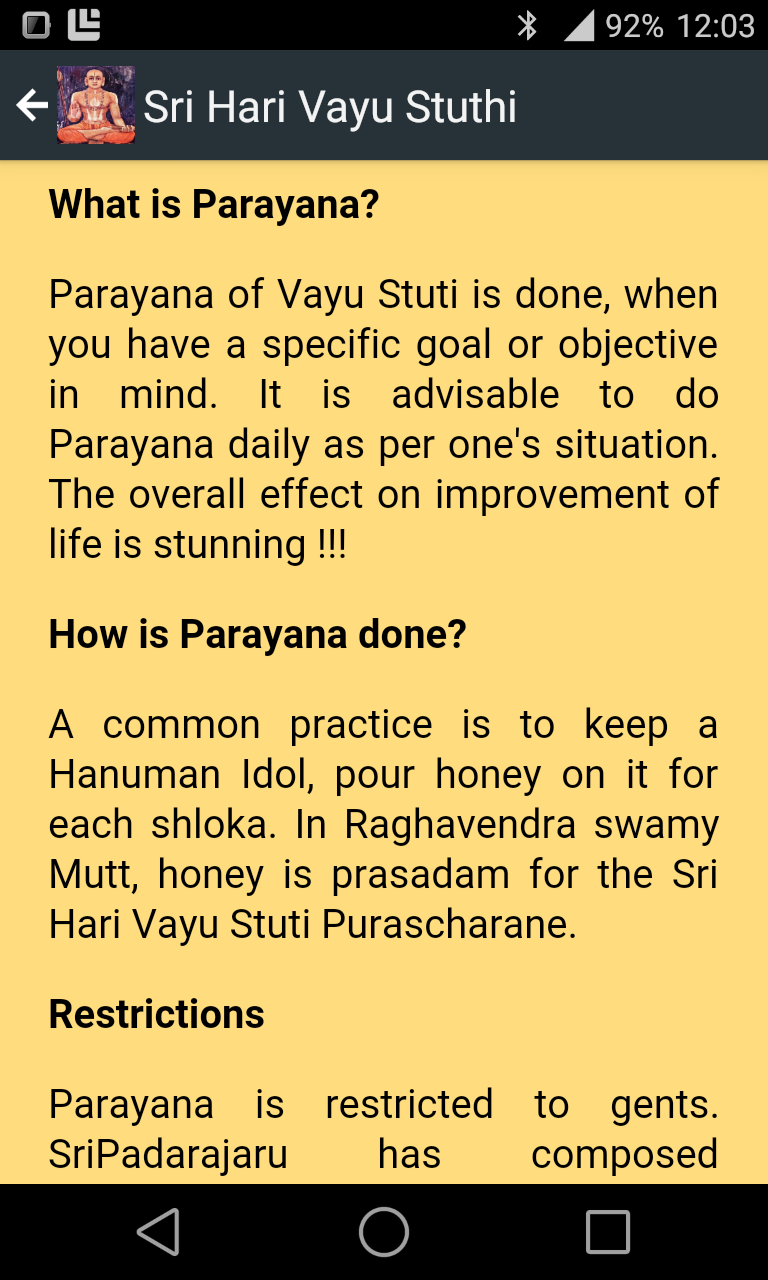 92% 12:03
Sri Hari Vayu Stuthi
What is Parayana?
Parayana of Vayu Stuti is done, when
you have a specific goal or objective
in mind. It is advisable to do
Parayana daily as per one's situation.
The overall effect on improvement of
life is stunning !!!
How is Parayana done?
A common practice is to keep a
Hanuman Idol, pour honey on it for
each shloka. In Raghavendra swamy
Mutt, honey is prasadam for the Sri
Hari Vayu Stuti Purascharane.
Restrictions
Parayana is restricted to gents.
SriPadarajaru has composed